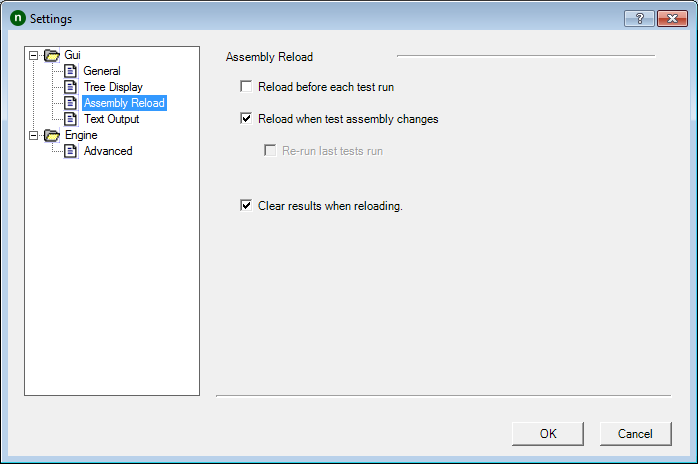 n Settings ?
Gui
General
Tree Display
Assembly Reload
Text Output
Engine
Advanced
Assembly Reload
Reload before each test run
Reload when test assembly changes
Re-run last tests run
Clear results when reloading.
OK Cancel